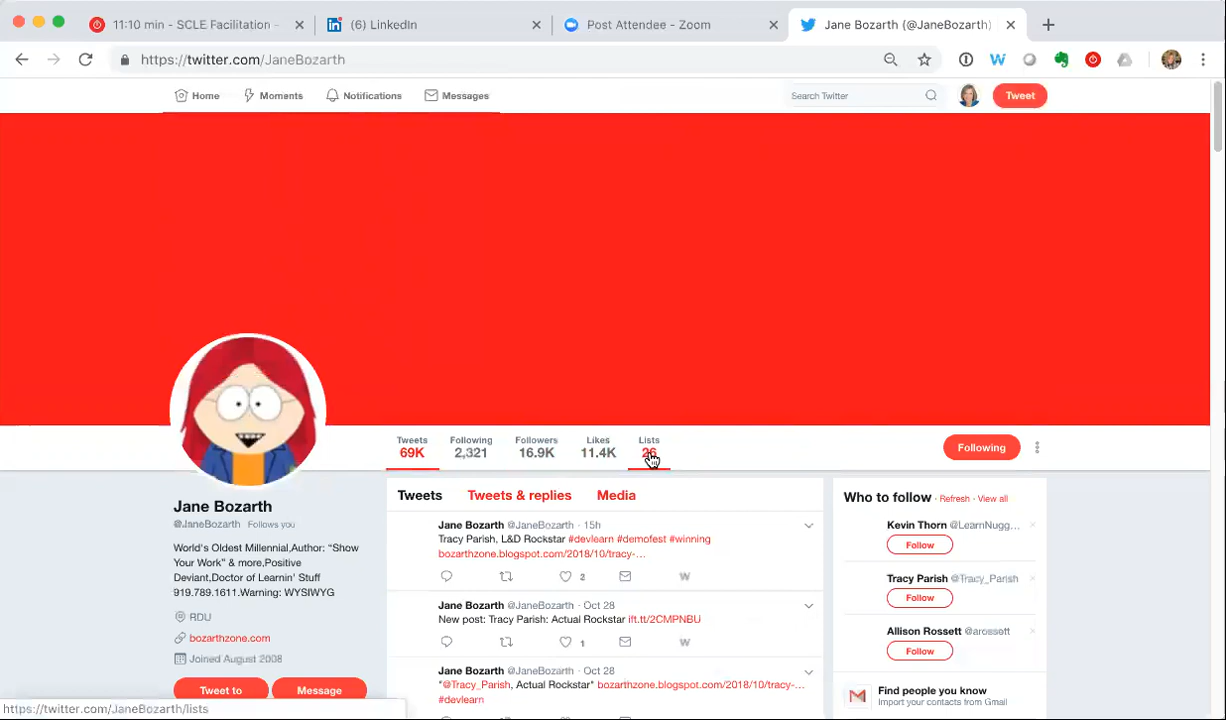 11:10 min - SCLE Facilitation -
(6) LinkedIn
Post Attendee - Zoom
Jane Bozarth (@JaneBozarth)
https://twitter.com/JaneBozarth
Home
Moments
Notifications
Messages
Search Twitter
Tweet
Tweets
69K
Following
2,321
Followers
16.9K
Likes
11.4K
Lists
26
Following
Jane Bozarth
@JaneBozarth Follows you
World's Oldest Millennial,Author: "Show
Your Work" & more,Positive
Deviant,Doctor of Learnin' Stuff
919.789.1611.Warning: WYSIWYG
RDU
bozarthzone.com
Joined August 2008
Tweet to
Message
Tweets
Tweets & replies
Media
Jane Bozarth @JaneBozarth · 15h
Tracy Parish, L&D Rockstar #devlearn #demofest #winning
bozarthzone.blogspot.com/2018/10/tracy-...
2
W
Jane Bozarth @JaneBozarth · Oct 28
New post: Tracy Parish: Actual Rockstar ift.tt/2CMPNBU
1
W
Jane Bozarth @JaneBozarth · Oct 28
"@Tracy_Parish, Actual Rockstar" bozarthzone.blogspot.com/2018/10/tracy-...
#devlearn
Who to follow · Refresh · View all
Kevin Thorn @LearnNugg...
Follow
Tracy Parish @Tracy_Parish
Follow
Allison Rossett @arossett
Follow
Find people you know
Import your contacts from Gmail
https://twitter.com/JaneBozarth/lists